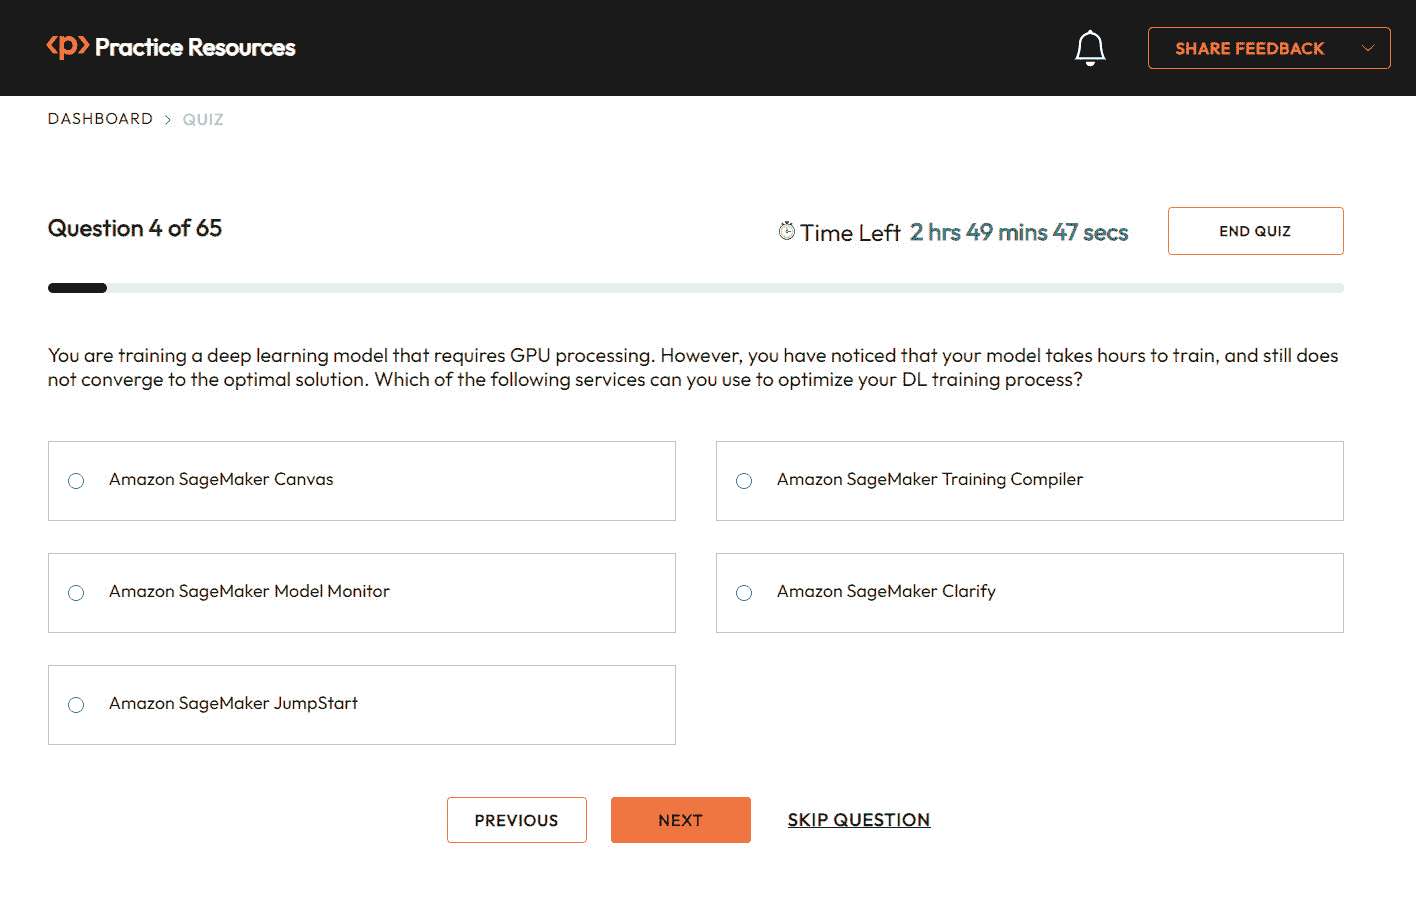 <p> Practice Resources
SHARE FEEDBACK
DASHBOARD > QUIZ
Question 4 of 65
Time Left 2 hrs 49 mins 47 secs
END QUIZ
You are training a deep learning model that requires GPU processing. However, you have noticed that your model takes hours to train, and still does
not converge to the optimal solution. Which of the following services can you use to optimize your DL training process?
Amazon SageMaker Canvas
Amazon SageMaker Training Compiler
Amazon SageMaker Model Monitor
Amazon SageMaker Clarify
Amazon SageMaker JumpStart
PREVIOUS
NEXT
SKIP QUESTION